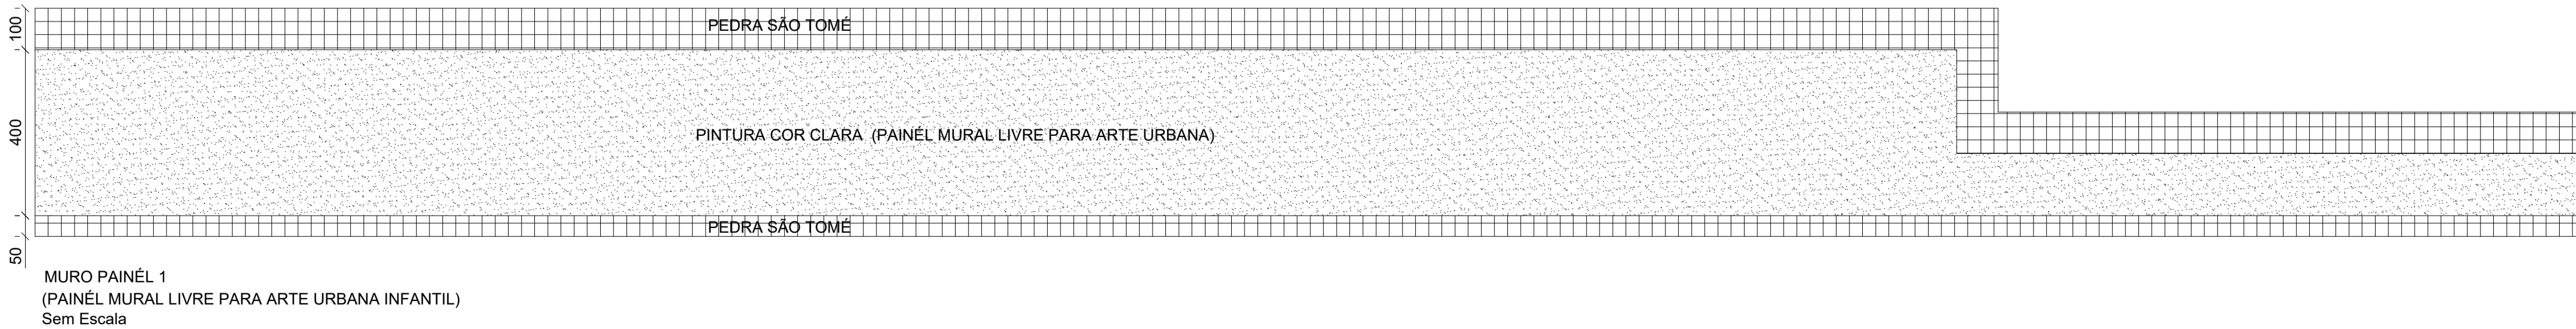 100
PEDRA SÃO TOMÉ
400
PINTURA COR CLARA (PAINÉL MURAL LIVRE PARA ARTE URBANA)
PEDRA SÃO TOMÉ
50
MURO PAINÉL 1
(PAINÉL MURAL LIVRE PARA ARTE URBANA INFANTIL)
Sem Escala